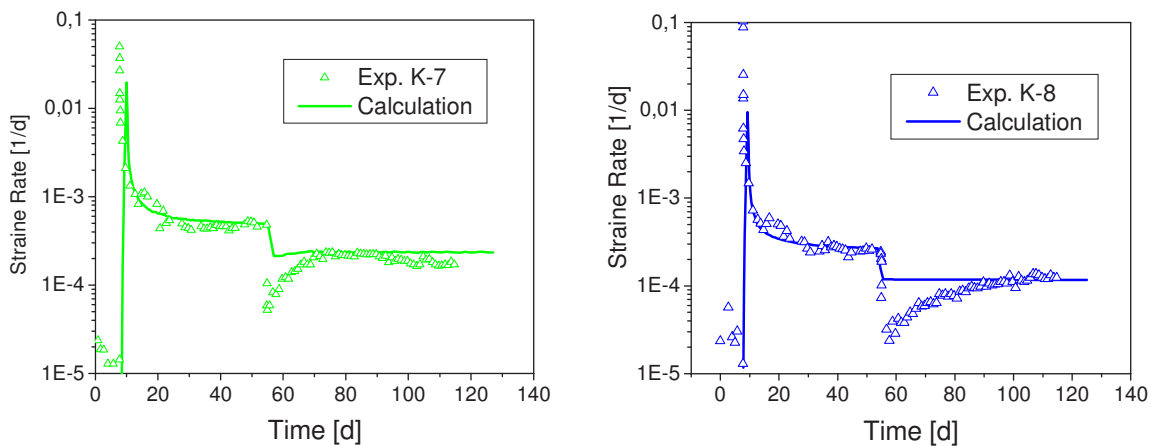 0,1
0,01
1E-3
1E-4
1E-5
Straine Rate [1/d]
0 20 40 60 80 100 120 140
Time [d]
Exp. K-7
Calculation
0,1
0,01
1E-3
1E-4
1E-5
Straine Rate [1/d]
0 20 40 60 80 100 120 140
Time [d]
Exp. K-8
Calculation